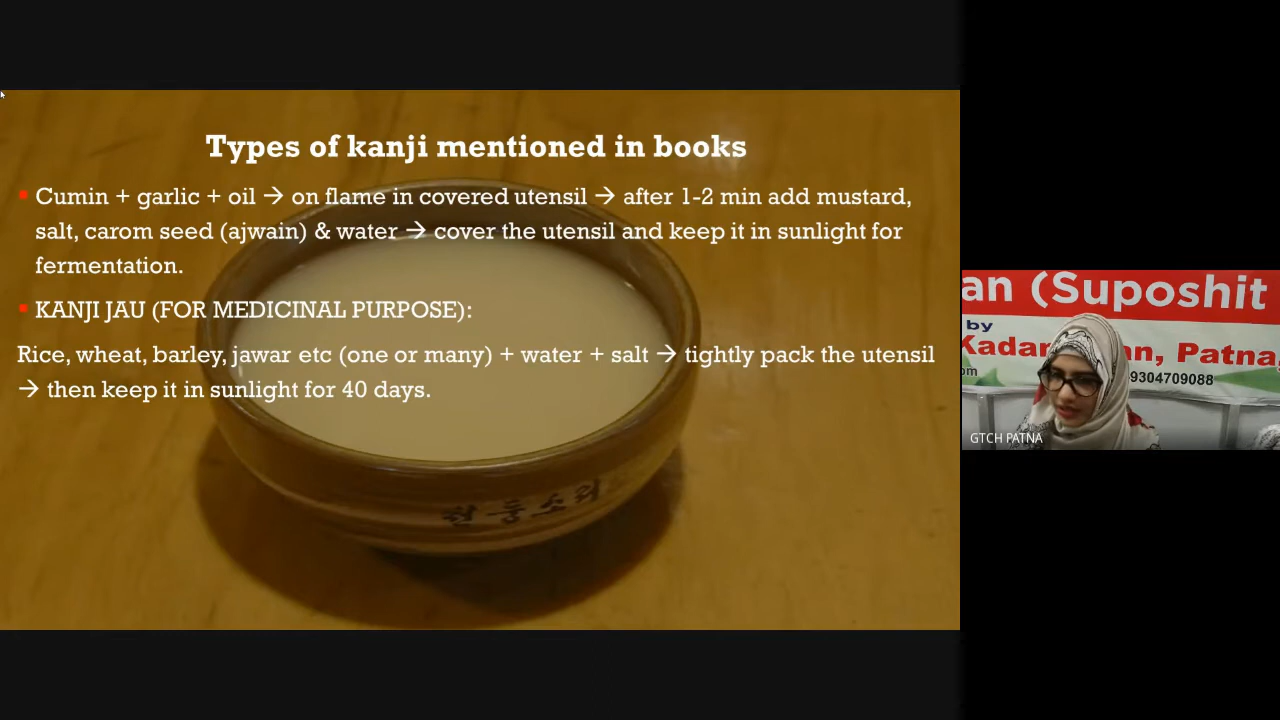 Types of kanji mentioned in books
Cumin + garlic + oil → on flame in covered utensil → after 1-2 min add mustard,
salt, carom seed (ajwain) & water → cover the utensil and keep it in sunlight for
fermentation.
KANJI JAU (FOR MEDICINAL PURPOSE):
Rice, wheat, barley, jawar etc (one or many) + water + salt → tightly pack the utensil
→ then keep it in sunlight for 40 days.
an (Suposhit
by
Patna,
9304709088
GTCH PATNA